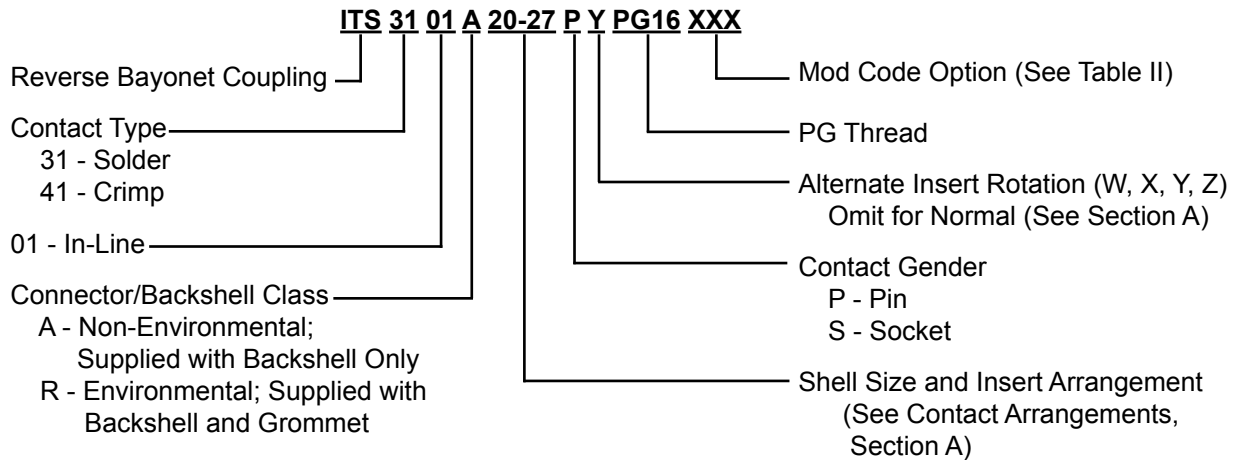 ITS 31 01 A 20-27 P Y PG16 XXX
Reverse Bayonet Coupling
Contact Type
31 - Solder
41 - Crimp
01 - In-Line
Connector/Backshell Class
A - Non-Environmental;
Supplied with Backshell Only
R - Environmental; Supplied with
Backshell and Grommet
Mod Code Option (See Table II)
PG Thread
Alternate Insert Rotation (W, X, Y, Z)
Omit for Normal (See Section A)
Contact Gender
P - Pin
S - Socket
Shell Size and Insert Arrangement
(See Contact Arrangements,
Section A)